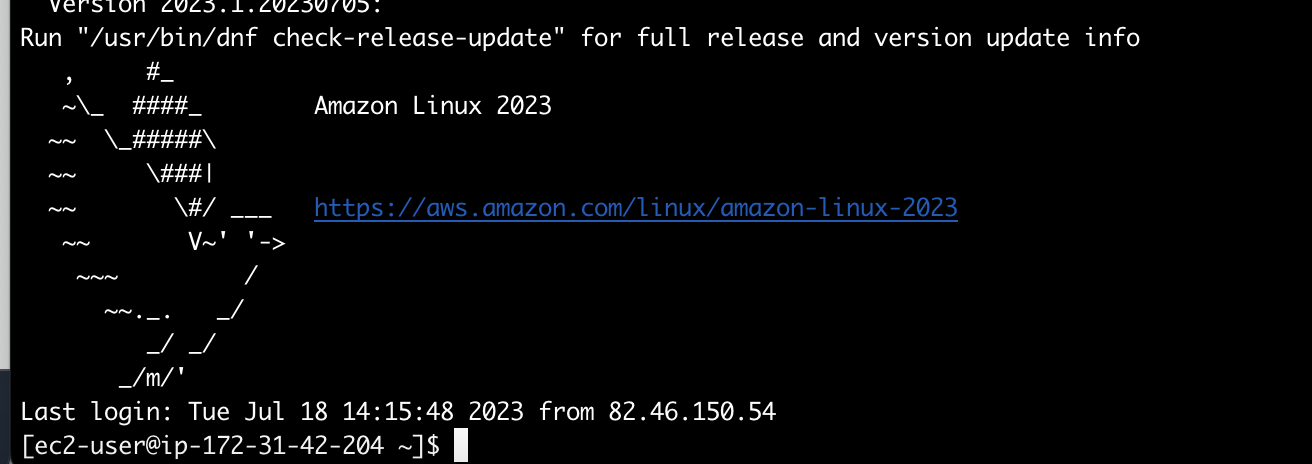 Version 2023.1.20230705:
Run "/usr/bin/dnf check-release-update" for full release and version update info
   ,     #_
   ~\_  ####_        Amazon Linux 2023
  ~~  \_#####\
  ~~     \###|
  ~~       \#/ ___   https://aws.amazon.com/linux/amazon-linux-2023
   ~~       V~' '->
    ~~~         /
      ~~._.   _/
         _/ _/
       _/m/'
Last login: Tue Jul 18 14:15:48 2023 from 82.46.150.54
[ec2-user@ip-172-31-42-204 ~]$